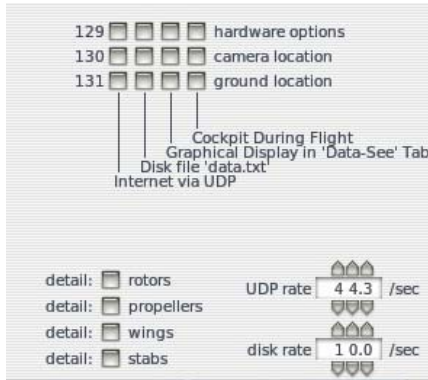 129 hardware options
130 camera location
131 ground location
Cockpit During Flight
Graphical Display in 'Data-See' Tab
Disk file 'data.txt'
Internet via UDP
detail: rotors
detail: propellers
detail: wings
detail: stabs
UDP rate 4 4.3 /sec
disk rate 1 0.0 /sec